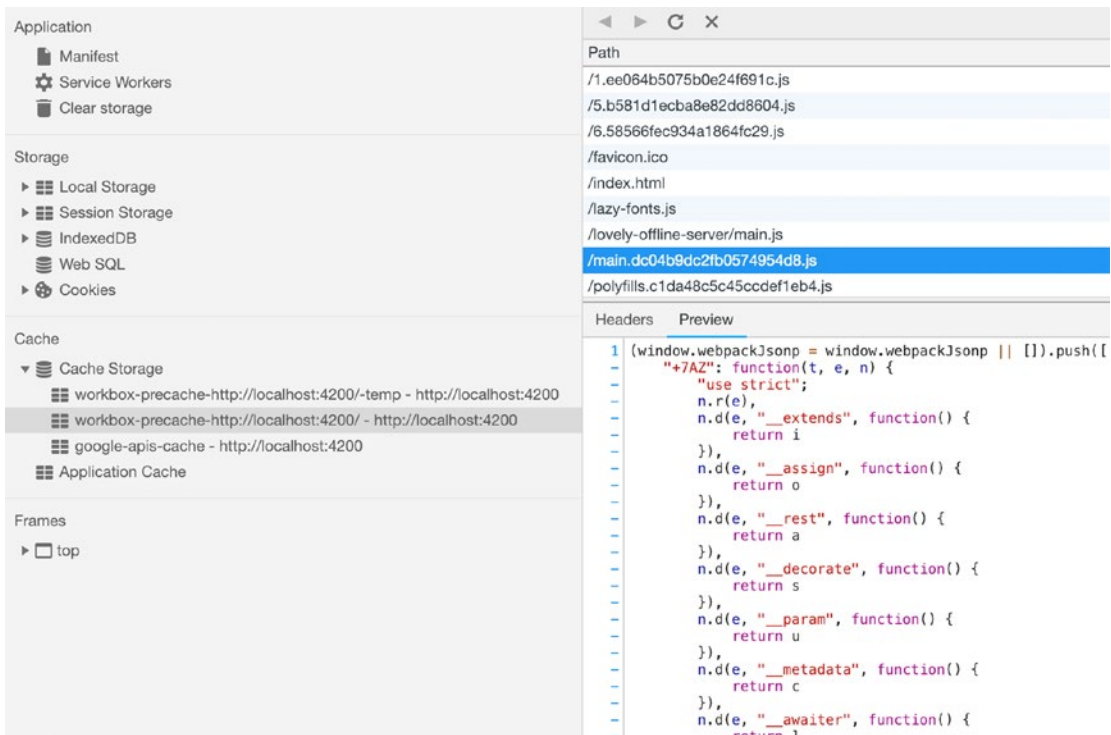 Application
Manifest
Service Workers
Clear storage
Storage
Local Storage
Session Storage
IndexedDB
Web SQL
Cookies
Cache
Cache Storage
workbox-precache-http://localhost:4200/-temp - http://localhost:4200
workbox-precache-http://localhost:4200/ - http://localhost:4200
google-apis-cache - http://localhost:4200
Application Cache
Frames
top
Path
/1.ee064b5075b0e24f691c.js
/5.b581d1ecba8e82dd8604.js
/6.58566fec934a1864fc29.js
/favicon.ico
/index.html
/lazy-fonts.js
/lovely-offline-server/main.js
/main.dc04b9dc2fb0574954d8.js
/polyfills.c1da48c5c45ccdef1eb4.js
Headers Preview
1 (window.webpackJsonp = window.webpackJsonp || []).push([
- "+7AZ": function(t, e, n) {
- "use strict";
- n.r(e),
- n.d(e, "__extends", function() {
- return i
- }),
- n.d(e, "__assign", function() {
- return o
- }),
- n.d(e, "__rest", function() {
- return a
- }),
- n.d(e, "__decorate", function() {
- return s
- }),
- n.d(e, "__param", function() {
- return u
- }),
- n.d(e, "__metadata", function() {
- return c
- }),
- n.d(e, "__awaiter", function() {
- return